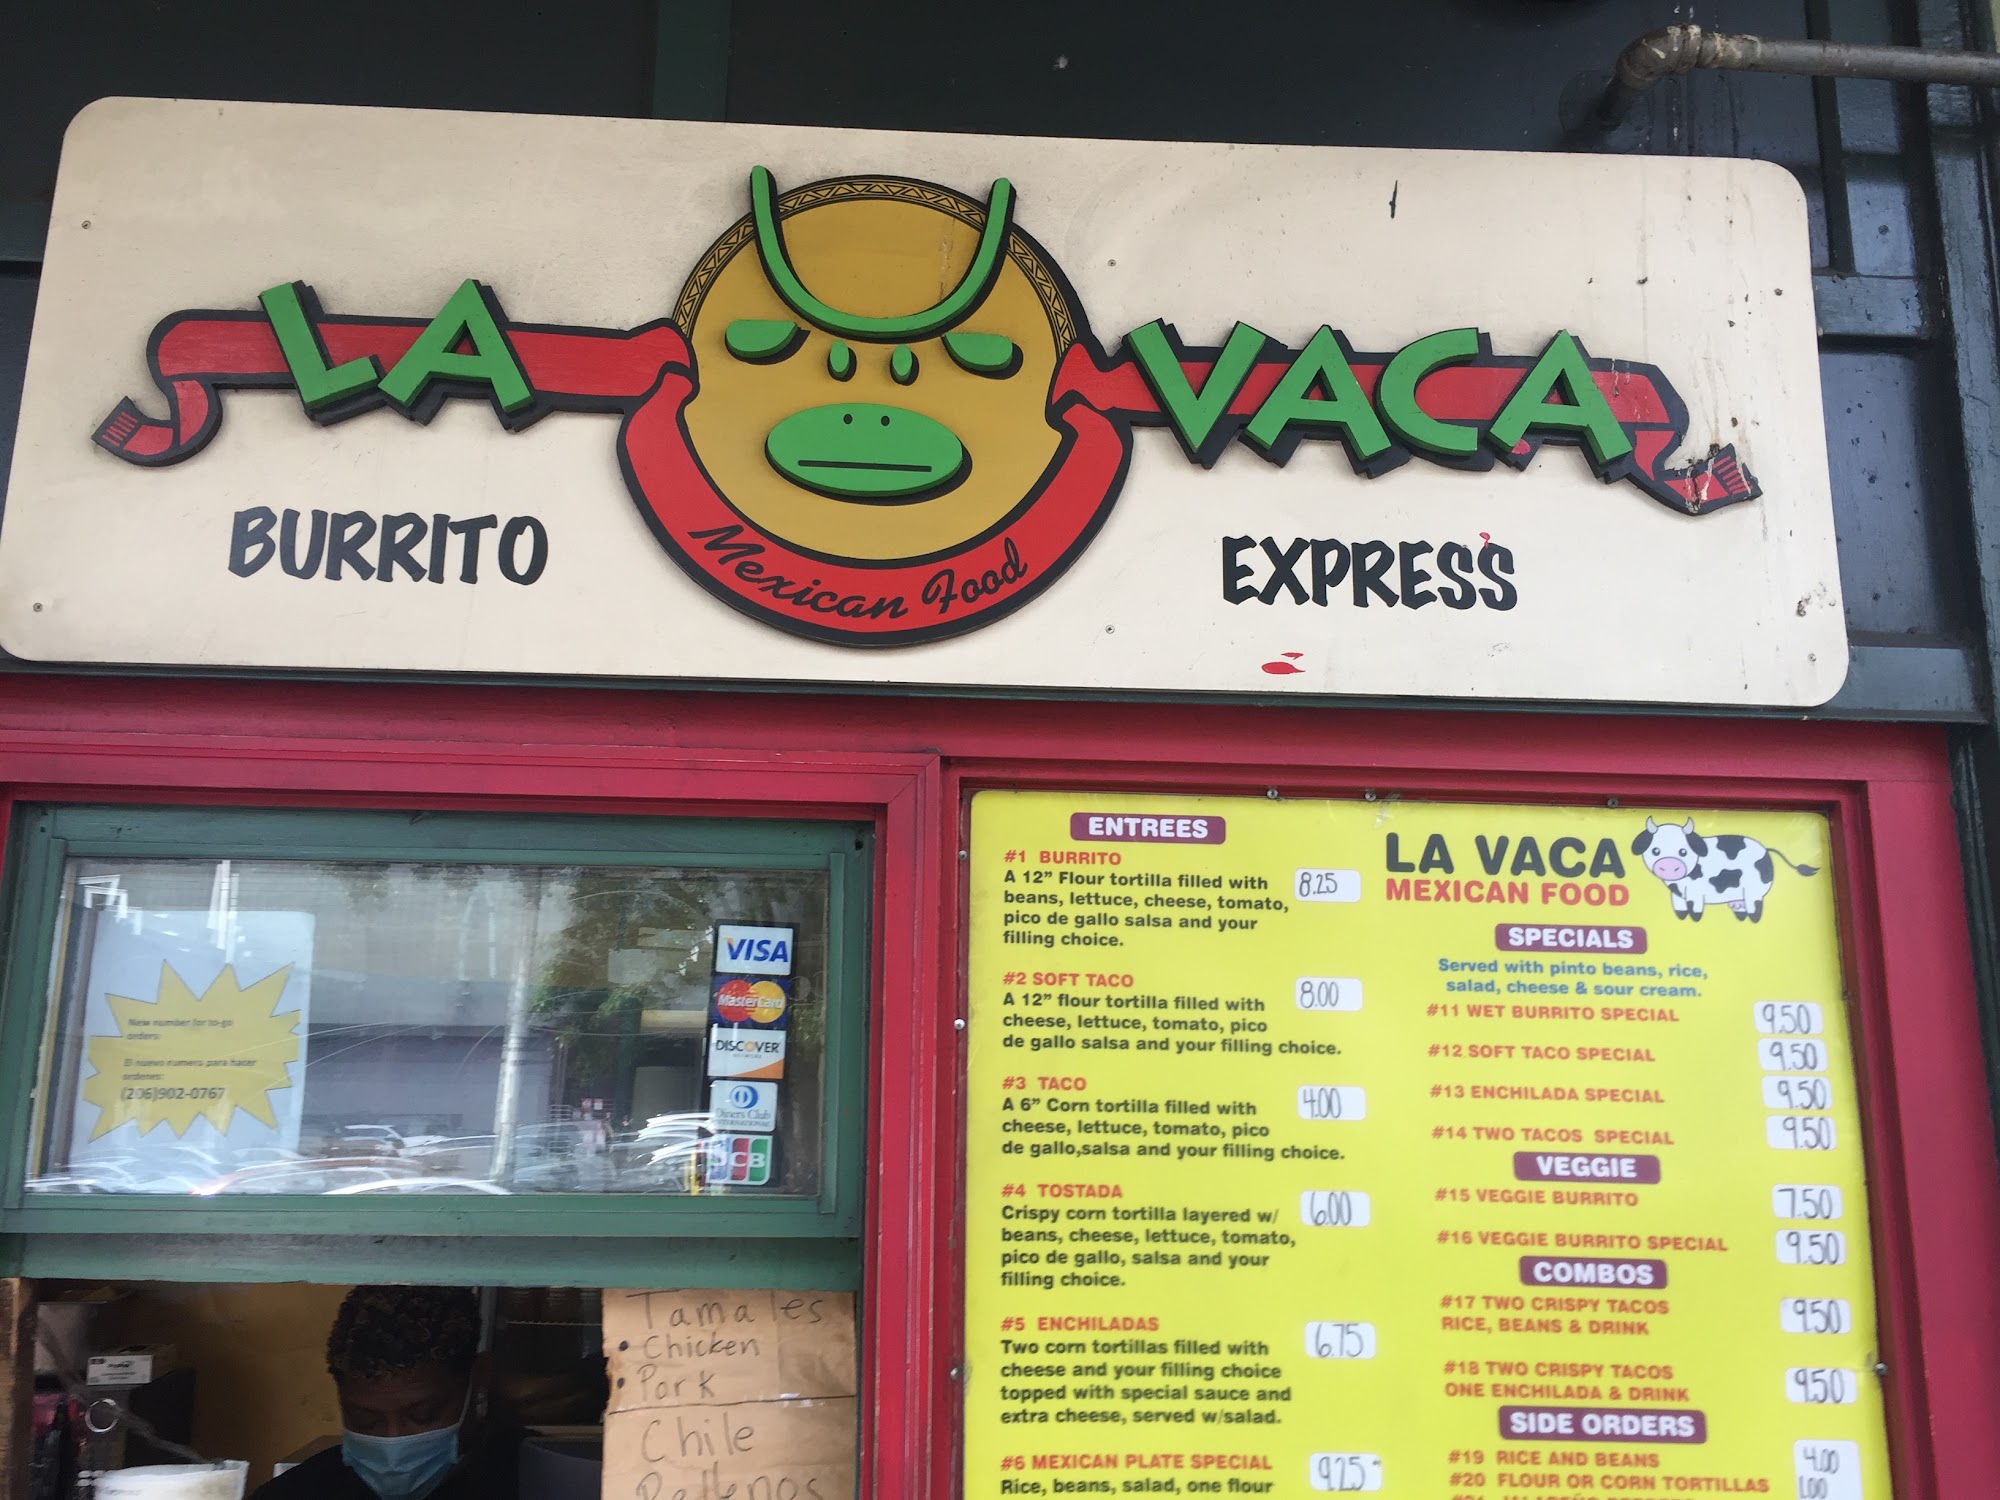 LA VACA
BURRITO EXPRESS
Mexican Food
VISA
MasterCard
DISCOVER
NETWORK
Diners Club
INTERNATIONAL
JCB
New number for to-go
orders:
El nuevo numero para hacer
ordenes:
(206)902-0767
Tamales
• Chicken
• Pork
Chile
ENTREES
#1 BURRITO
A 12" Flour tortilla filled with 8.25
beans, lettuce, cheese, tomato,
pico de gallo salsa and your
filling choice.
#2 SOFT TACO
A 12" flour tortilla filled with 8.00
cheese, lettuce, tomato, pico
de gallo salsa and your filling choice.
#3 TACO
A 6" Corn tortilla filled with 4.00
cheese, lettuce, tomato, pico
de gallo,salsa and your filling choice.
#4 TOSTADA
Crispy corn tortilla layered w/ 6.00
beans, cheese, lettuce, tomato,
pico de gallo, salsa and your
filling choice.
#5 ENCHILADAS
Two corn tortillas filled with 6.75
cheese and your filling choice
topped with special sauce and
extra cheese, served w/salad.
#6 MEXICAN PLATE SPECIAL 9.25
Rice, beans, salad, one flour
LA VACA
MEXICAN FOOD
SPECIALS
Served with pinto beans, rice,
salad, cheese & sour cream.
#11 WET BURRITO SPECIAL 9.50
#12 SOFT TACO SPECIAL 9.50
#13 ENCHILADA SPECIAL 9.50
#14 TWO TACOS SPECIAL 9.50
VEGGIE
#15 VEGGIE BURRITO 7.50
#16 VEGGIE BURRITO SPECIAL 9.50
COMBOS
#17 TWO CRISPY TACOS 9.50
RICE, BEANS & DRINK
#18 TWO CRISPY TACOS 9.50
ONE ENCHILADA & DRINK
SIDE ORDERS
#19 RICE AND BEANS 4.00
#20 FLOUR OR CORN TORTILLAS 1.00